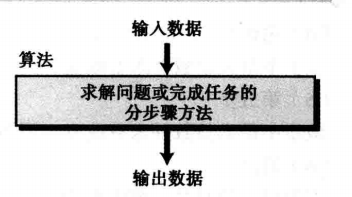 输入数据
算法
求解问题或完成任务的
分步骤方法
输出数据